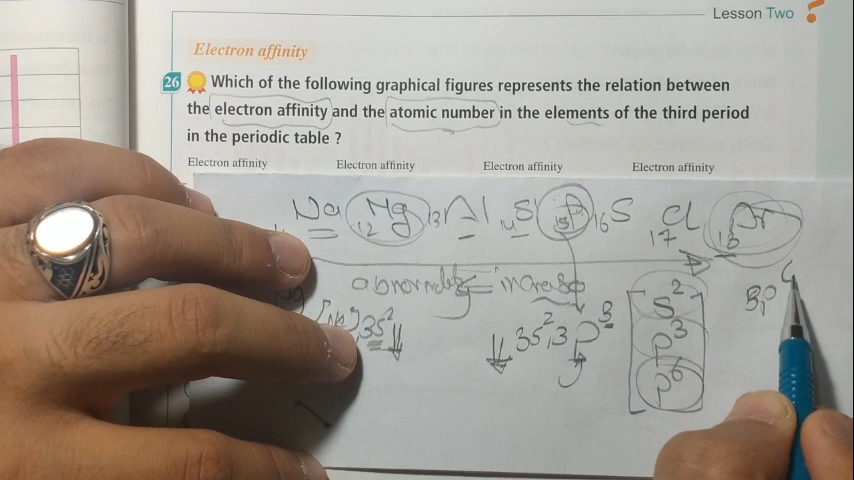 Lesson Two
Electron affinity
26 Which of the following graphical figures represents the relation between
the electron affinity and the atomic number in the elements of the third period
in the periodic table ?
Electron affinity Electron affinity Electron affinity Electron affinity
Na 12 Mg 13 Al 14 Si 15 P 16 S 17 Cl 18 Ar
increase
3s² 3s², 3p³ s²
p³
p⁶